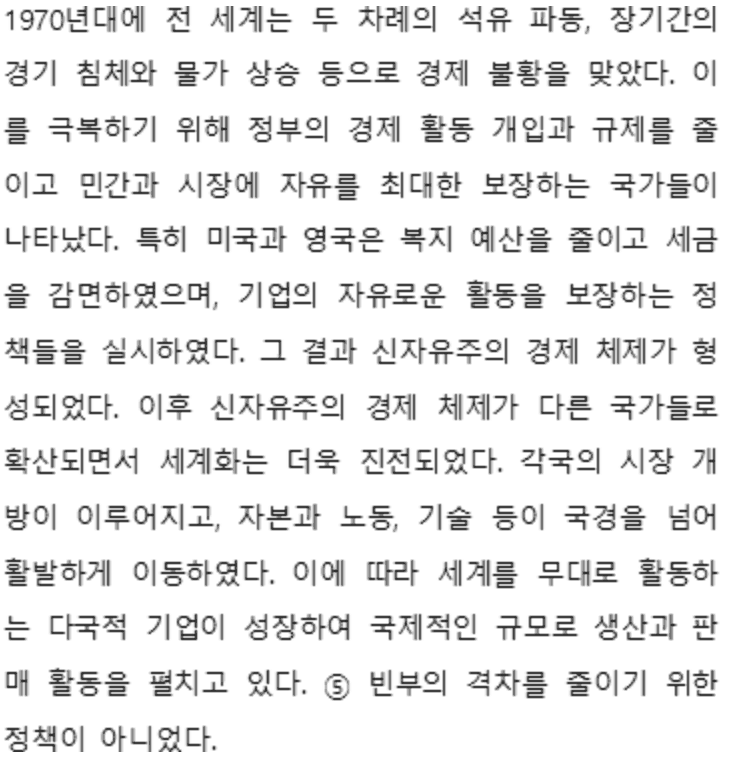 1970년대에 전 세계는 두 차례의 석유 파동, 장기간의
경기 침체와 물가 상승 등으로 경제 불황을 맞았다. 이
를 극복하기 위해 정부의 경제 활동 개입과 규제를 줄
이고 민간과 시장에 자유를 최대한 보장하는 국가들이
나타났다. 특히 미국과 영국은 복지 예산을 줄이고 세금
을 감면하였으며, 기업의 자유로운 활동을 보장하는 정
책들을 실시하였다. 그 결과 신자유주의 경제 체제가 형
성되었다. 이후 신자유주의 경제 체제가 다른 국가들로
확산되면서 세계화는 더욱 진전되었다. 각국의 시장 개
방이 이루어지고, 자본과 노동, 기술 등이 국경을 넘어
활발하게 이동하였다. 이에 따라 세계를 무대로 활동하
는 다국적 기업이 성장하여 국제적인 규모로 생산과 판
매 활동을 펼치고 있다. ⑤ 빈부의 격차를 줄이기 위한
정책이 아니었다.